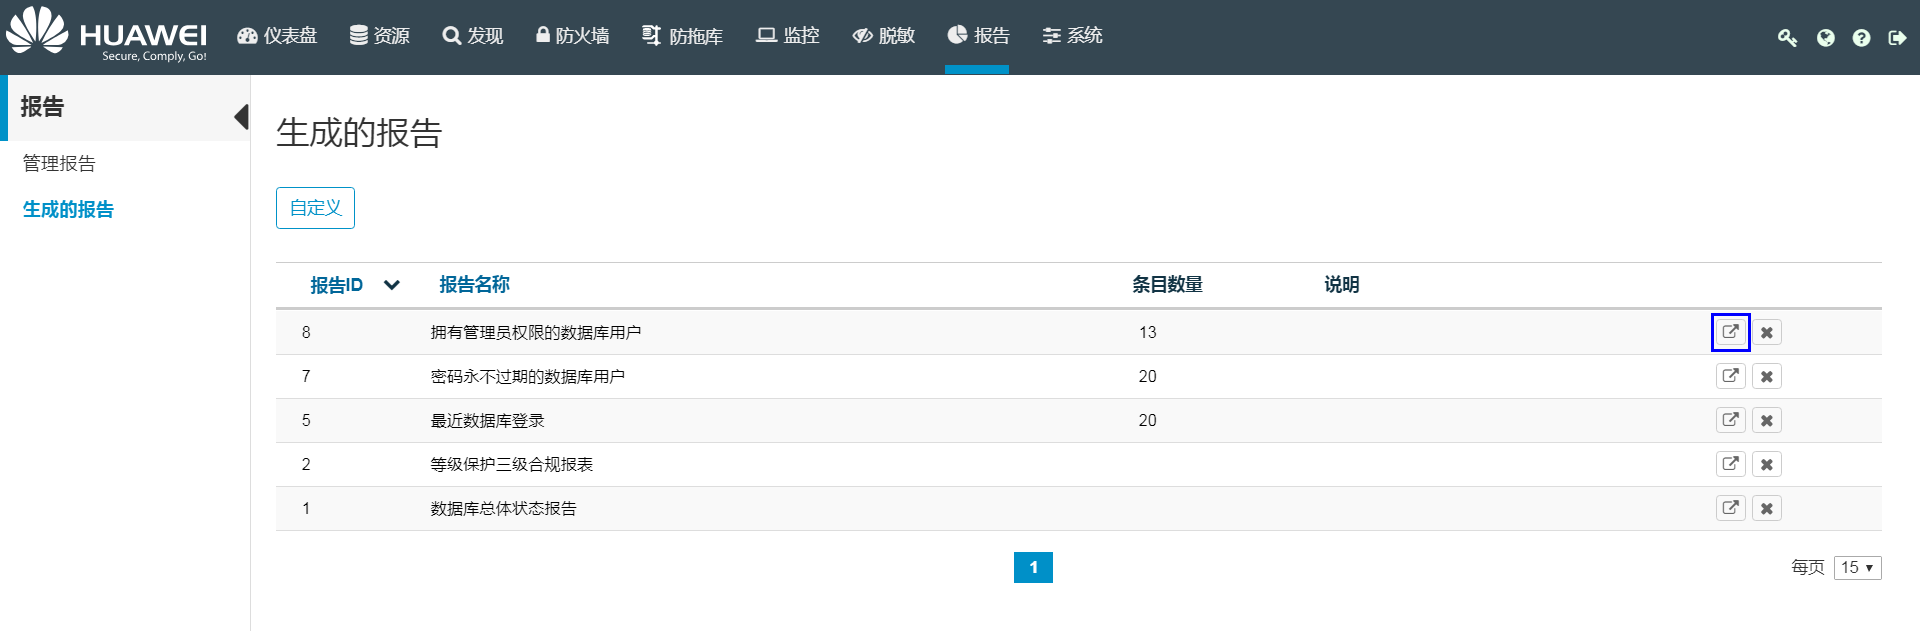 HUAWEI
Secure, Comply, Go!
仪表盘 资源 发现 防火墙 防拖库 监控 脱敏 报告 系统
报告
管理报告
生成的报告
生成的报告
自定义
报告ID 报告名称 条目数量 说明
8 拥有管理员权限的数据库用户 13
7 密码永不过期的数据库用户 20
5 最近数据库登录 20
2 等级保护三级合规报表
1 数据库总体状态报告
1
每页 15